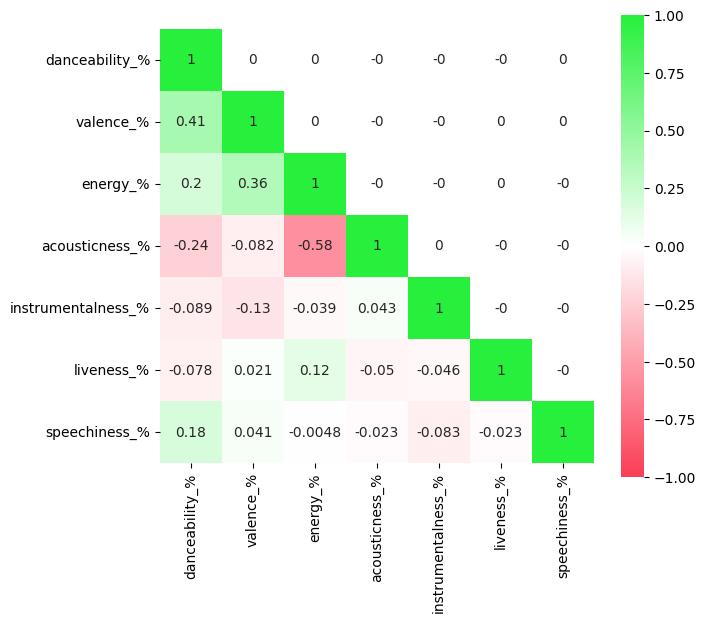 danceability_% 1 0 0 -0 -0 -0 0
valence_% 0.41 1 0 -0 -0 0 0
energy_% 0.2 0.36 1 -0 -0 0 -0
acousticness_% -0.24 -0.082 -0.58 1 0 -0 -0
instrumentalness_% -0.089 -0.13 -0.039 0.043 1 -0 -0
liveness_% -0.078 0.021 0.12 -0.05 -0.046 1 -0
speechiness_% 0.18 0.041 -0.0048 -0.023 -0.083 -0.023 1
danceability_%
valence_%
energy_%
acousticness_%
instrumentalness_%
liveness_%
speechiness_%
1.00
0.75
0.50
0.25
0.00
−0.25
−0.50
−0.75
−1.00